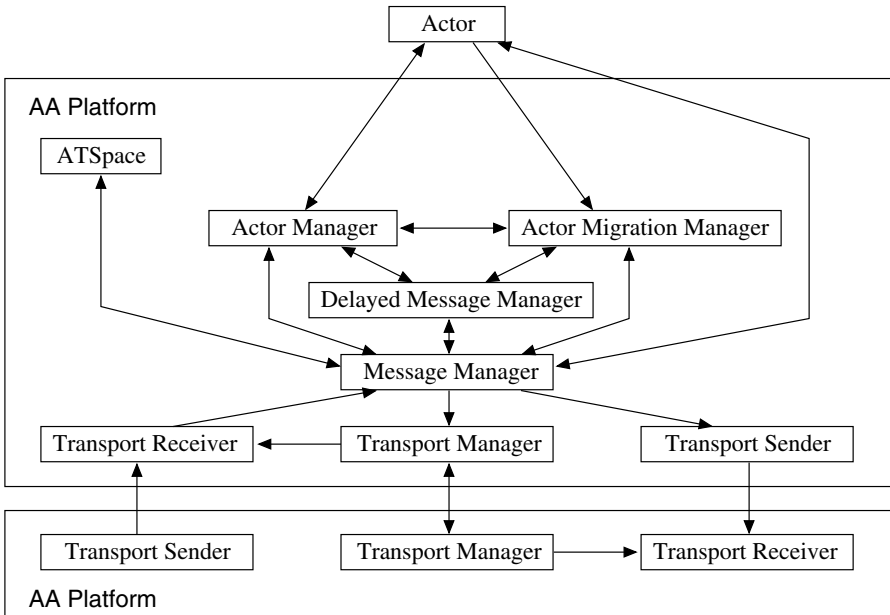 Actor
AA Platform
ATSpace
Actor Manager
Actor Migration Manager
Delayed Message Manager
Message Manager
Transport Receiver
Transport Manager
Transport Sender
Transport Sender
Transport Manager
Transport Receiver
AA Platform